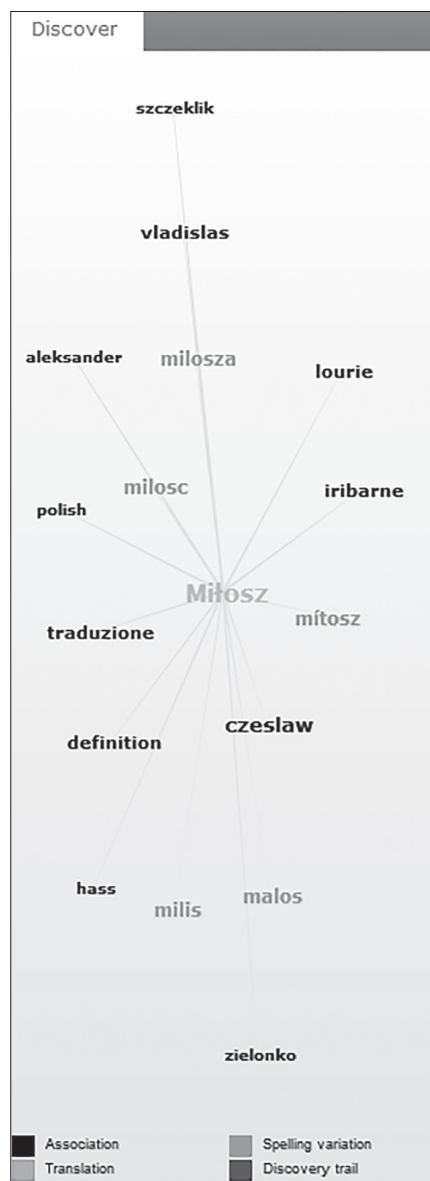 Discover
szczeklik
vladislas
aleksander
milosza
lourie
milosc
iribarne
polish
Miłosz
mítosz
traduzione
czeslaw
definition
hass
milis
malos
zielonko
Association
Spelling variation
Translation
Discovery trail